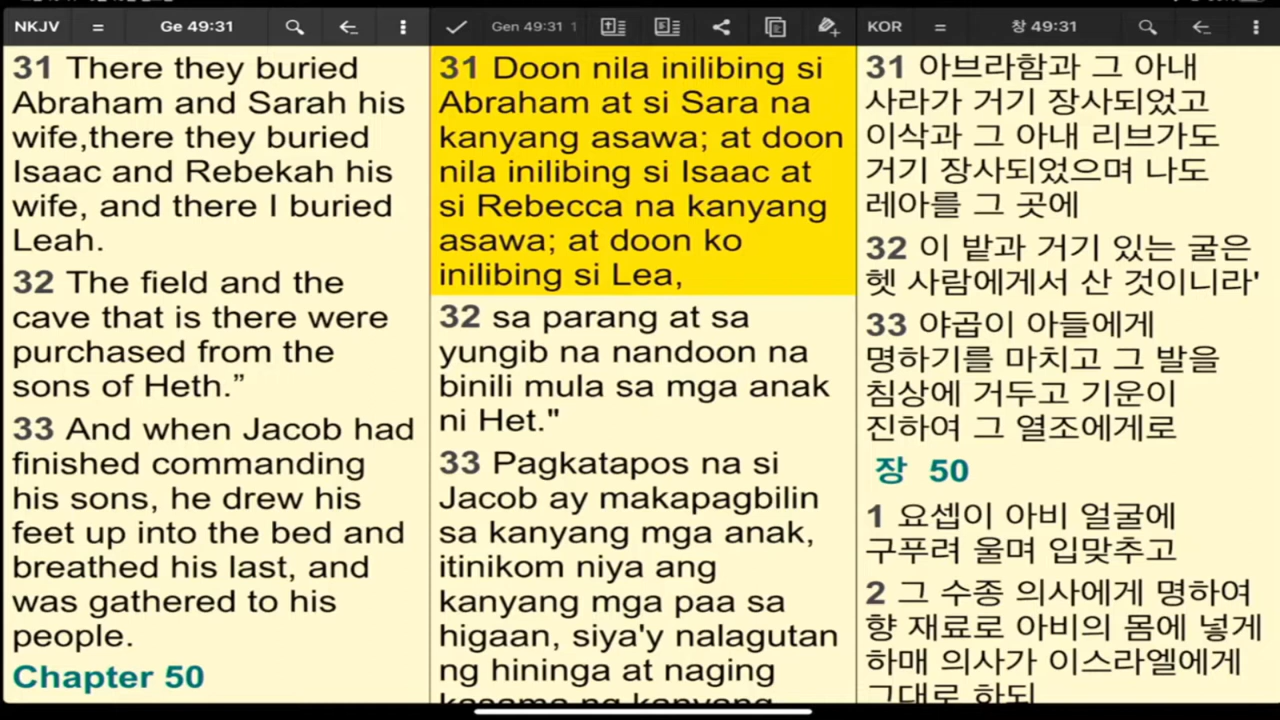 NKJV = Ge 49:31
31 There they buried
Abraham and Sarah his
wife,there they buried
Isaac and Rebekah his
wife, and there I buried
Leah.
32 The field and the
cave that is there were
purchased from the
sons of Heth.”
33 And when Jacob had
finished commanding
his sons, he drew his
feet up into the bed and
breathed his last, and
was gathered to his
people.
Chapter 50
Gen 49:31 1
31 Doon nila inilibing si
Abraham at si Sara na
kanyang asawa; at doon
nila inilibing si Isaac at
si Rebecca na kanyang
asawa; at doon ko
inilibing si Lea,
32 sa parang at sa
yungib na nandoon na
binili mula sa mga anak
ni Het."
33 Pagkatapos na si
Jacob ay makapagbilin
sa kanyang mga anak,
itinikom niya ang
kanyang mga paa sa
higaan, siya'y nalagutan
ng hininga at naging
kasama ng kanyang
KOR = 창 49:31
31 아브라함과 그 아내
사라가 거기 장사되었고
이삭과 그 아내 리브가도
거기 장사되었으며 나도
레아를 그 곳에
32 이 밭과 거기 있는 굴은
헷 사람에게서 산 것이니라'
33 야곱이 아들에게
명하기를 마치고 그 발을
침상에 거두고 기운이
진하여 그 열조에게로
장 50
1 요셉이 아비 얼굴에
구푸려 울며 입맞추고
2 그 수종 의사에게 명하여
향 재료로 아비의 몸에 넣게
하매 의사가 이스라엘에게
그대로 하되